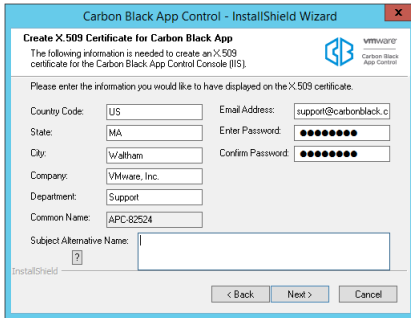 Carbon Black App Control - InstallShield Wizard
x
Create X.509 Certificate for Carbon Black App
The following information is needed to create an X.509
certificate for the Carbon Black App Control Console (IIS).
vmware
Carbon Black
App Control
Please enter the information you would like to have displayed on the X.509 certificate.
Country Code: US
Email Address: support@carbonblack.c
State: MA
Enter Password: ●●●●●●●●
City: Waltham
Confirm Password: ●●●●●●●●
Company: VMware, Inc.
Department: Support
Common Name: APC-82524
Subject Alternative Name:
?
InstallShield
< Back Next > Cancel